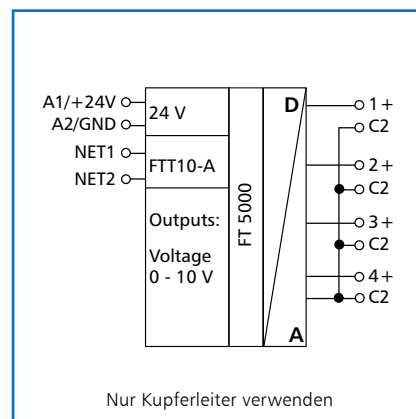 A1/+24V
A2/GND
NET1
NET2
24 V
FTT10-A
Outputs:
Voltage
0 - 10 V
FT 5000
D
A
1 +
C2
2 +
C2
3 +
C2
4 +
C2
Nur Kupferleiter verwenden